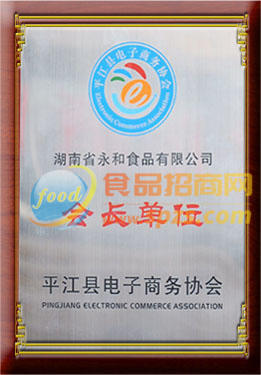 平江县电子商务协会
Electronic Commerce Association
湖南省永和食品有限公司
food
食品招商网
会长单位
平江县电子商务协会
PINGJIANG ELECTRONIC COMMERCE ASSOCIATION